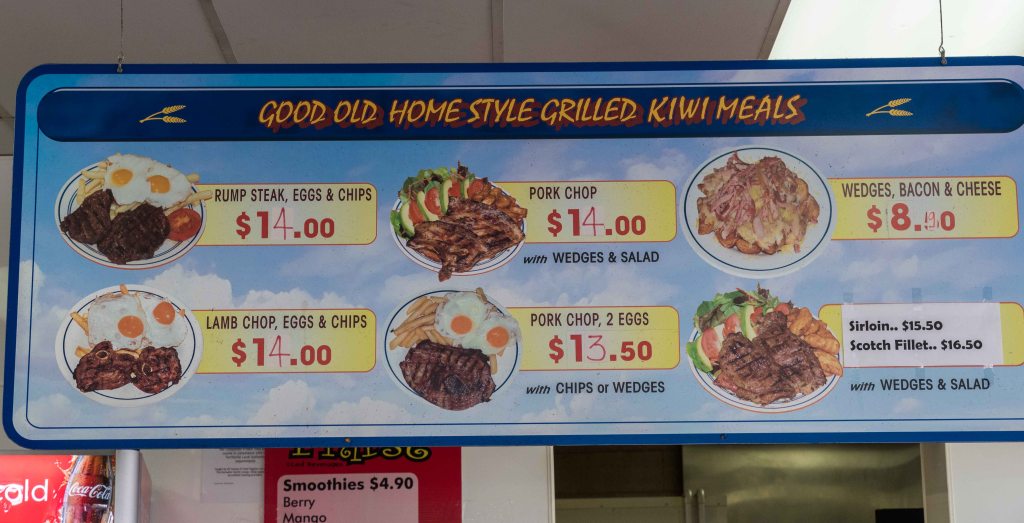 GOOD OLD HOME STYLE GRILLED KIWI MEALS
RUMP STEAK, EGGS & CHIPS
$14.00
PORK CHOP
$14.00
with WEDGES & SALAD
WEDGES, BACON & CHEESE
$8.90
LAMB CHOP, EGGS & CHIPS
$14.00
PORK CHOP, 2 EGGS
$13.50
with CHIPS or WEDGES
Sirloin.. $15.50
Scotch Fillet.. $16.50
with WEDGES & SALAD
Coca-Cola
Smoothies $4.90
Berry
Mango